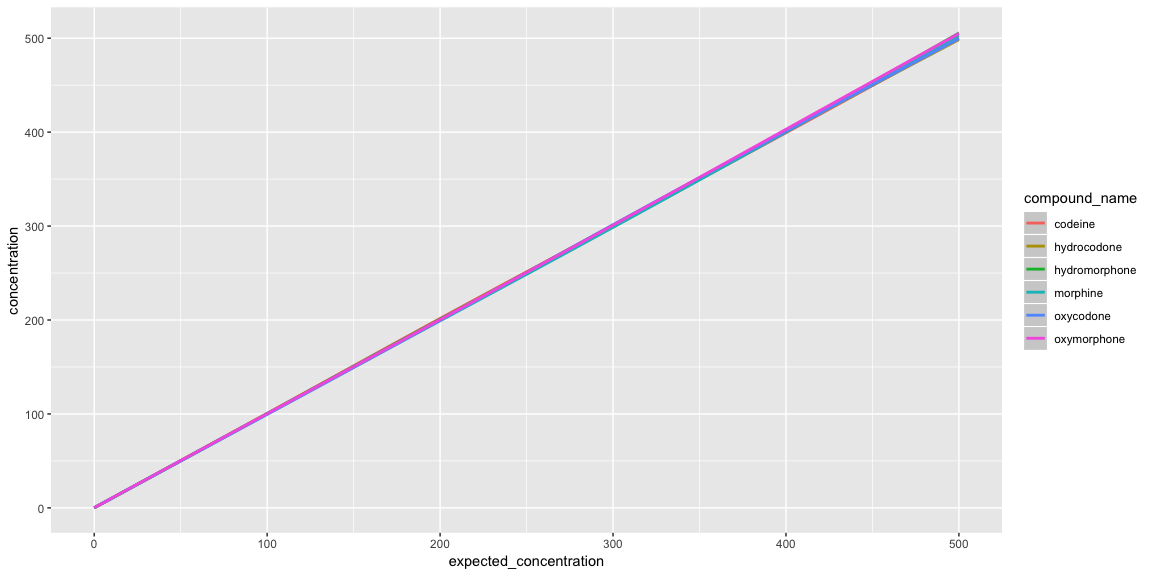 concentration
500
400
300
200
100
0
0 100 200 300 400 500
expected_concentration
compound_name
codeine
hydrocodone
hydromorphone
morphine
oxycodone
oxymorphone